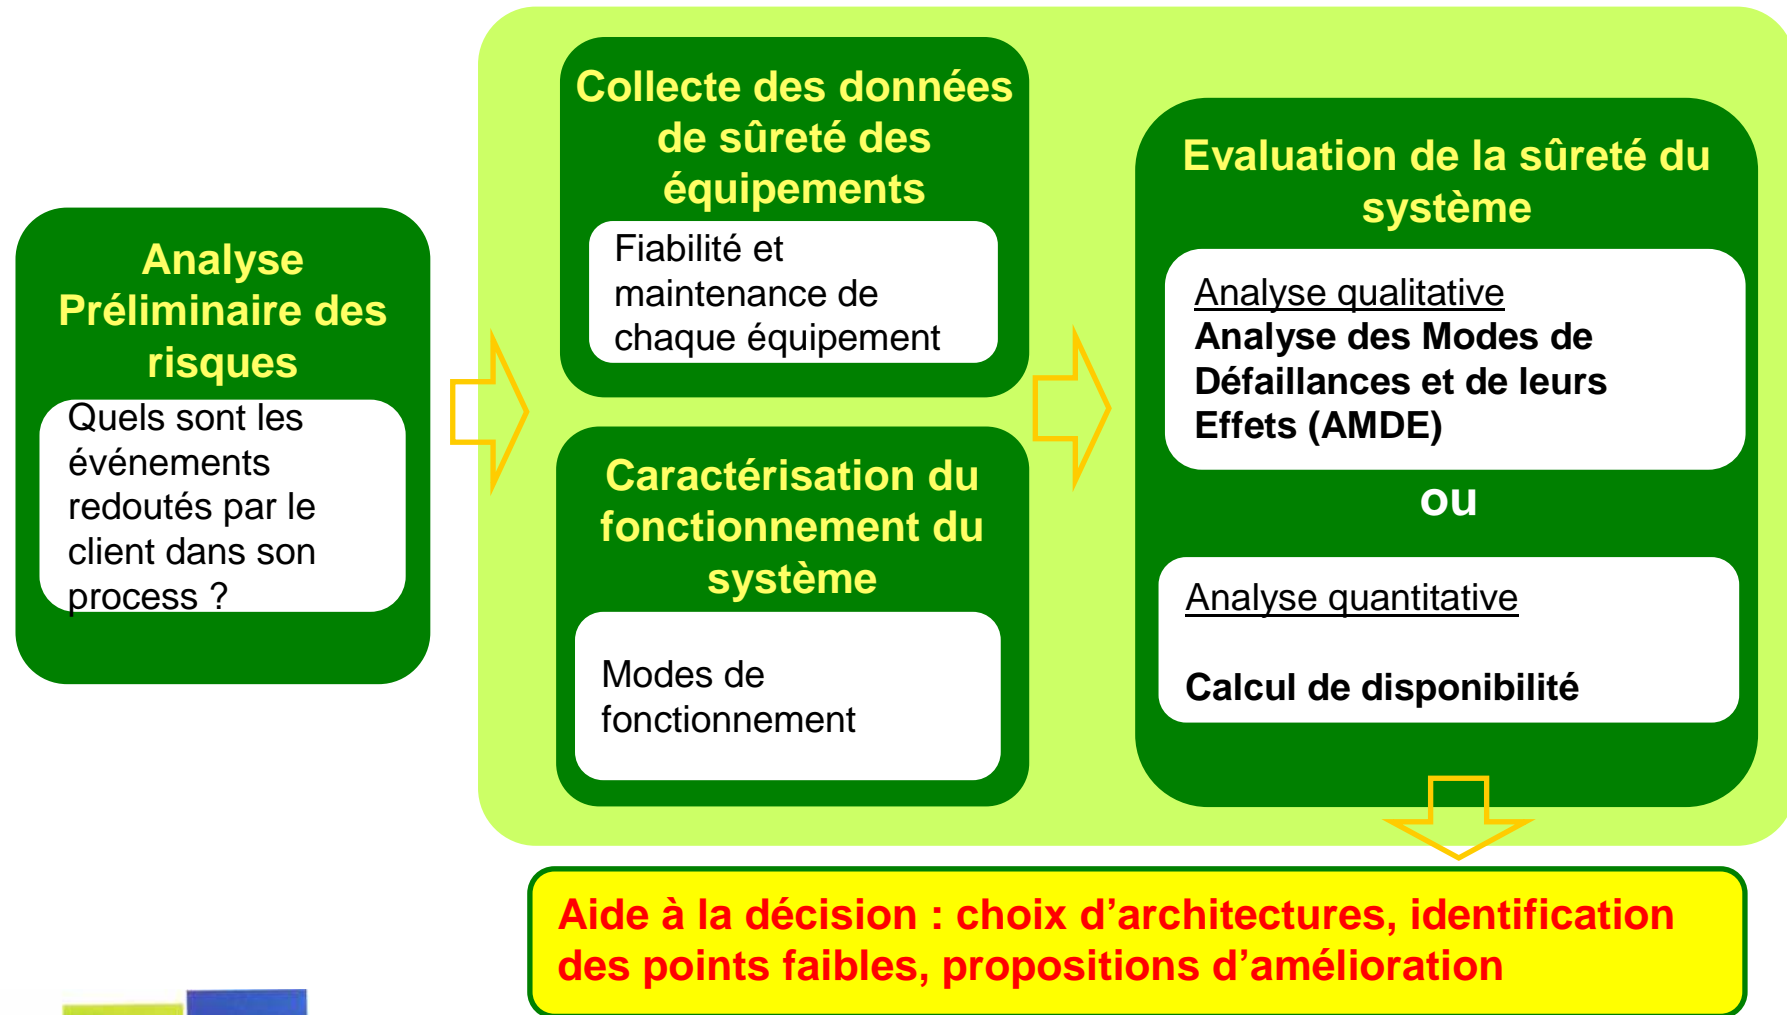 Analyse
Préliminaire des
risques
Quels sont les
événements
redoutés par le
client dans son
process ?
Collecte des données
de sûreté des
équipements
Fiabilité et
maintenance de
chaque équipement
Caractérisation du
fonctionnement du
système
Modes de
fonctionnement
Evaluation de la sûreté du
système
Analyse qualitative
Analyse des Modes de
Défaillances et de leurs
Effets (AMDE)
ou
Analyse quantitative
Calcul de disponibilité
Aide à la décision : choix d’architectures, identification
des points faibles, propositions d’amélioration